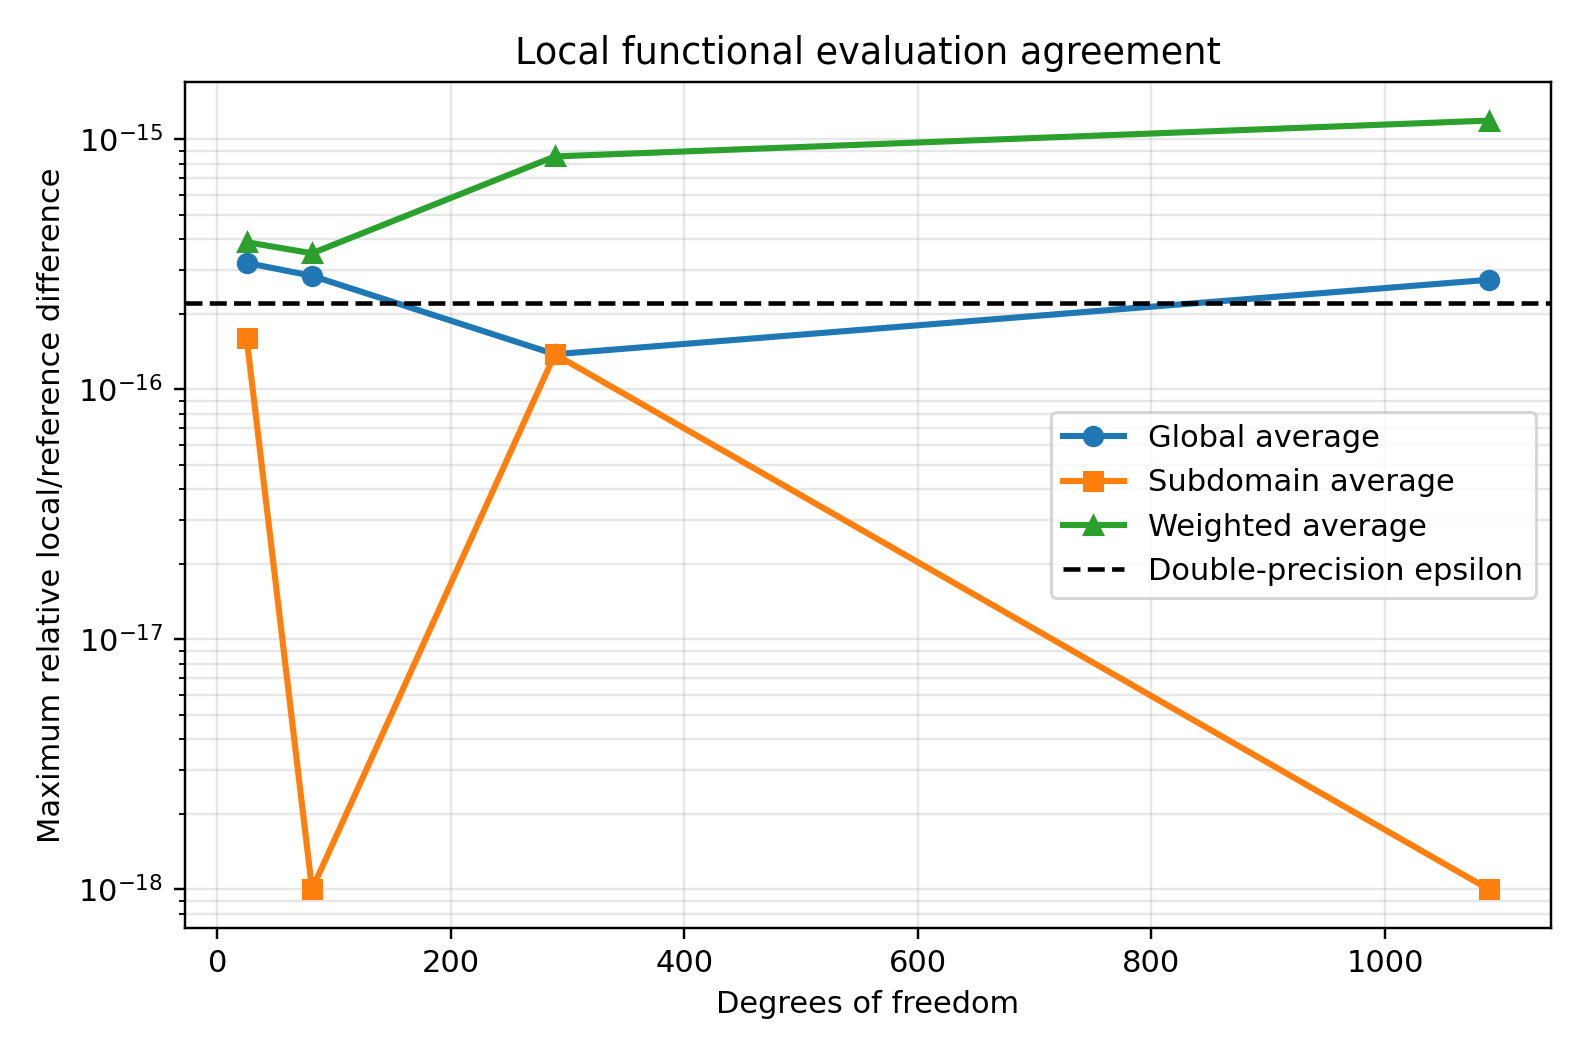 Local functional evaluation agreement
Maximum relative local/reference difference
10⁻¹⁵
10⁻¹⁶
10⁻¹⁷
10⁻¹⁸
Global average
Subdomain average
Weighted average
Double-precision epsilon
0 200 400 600 800 1000
Degrees of freedom